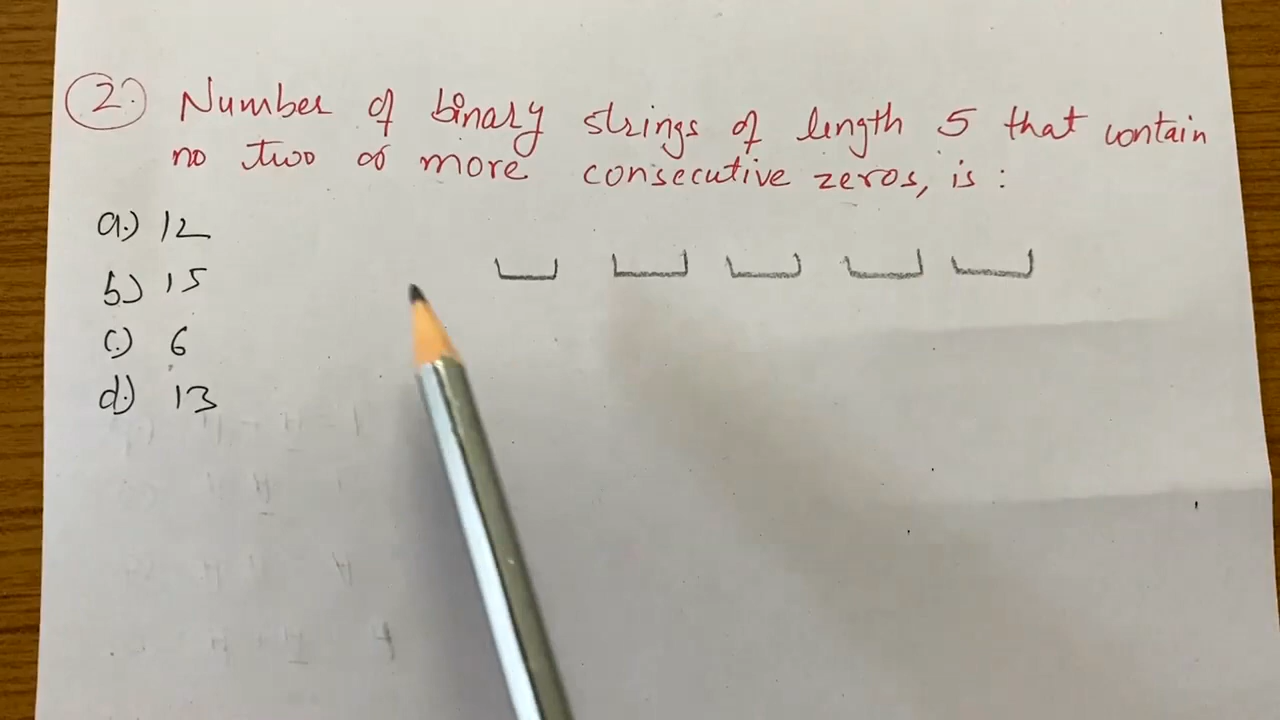 2. Number of binary strings of length 5 that contain
no two or more consecutive zeros, is :
a.) 12
b.) 15
c.) 6
d.) 13